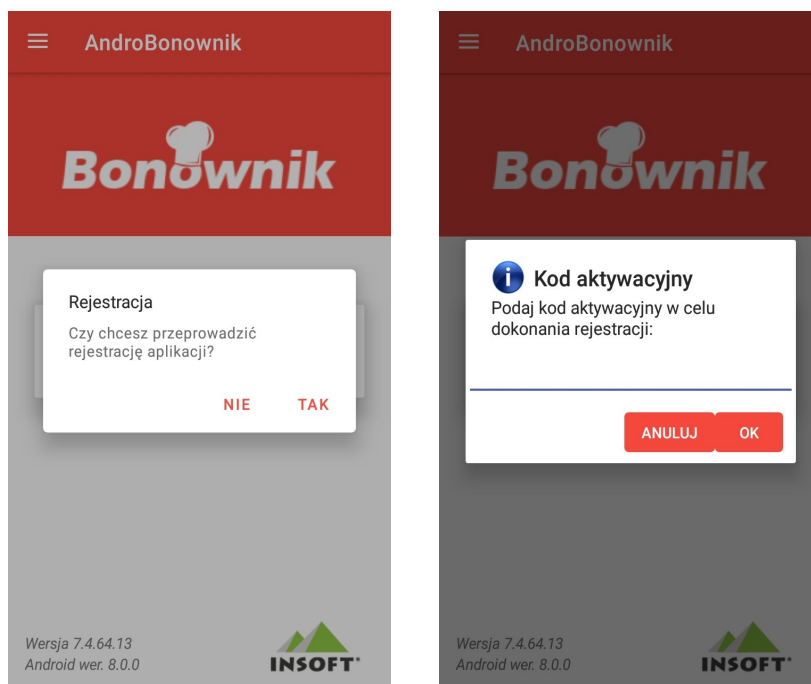 AndroBonownik
Bonownik
Rejestracja
Czy chcesz przeprowadzić
rejestrację aplikacji?
NIE TAK
Wersja 7.4.64.13
Android wer. 8.0.0
INSOFT
AndroBonownik
Bonownik
i Kod aktywacyjny
Podaj kod aktywacyjny w celu
dokonania rejestracji:
ANULUJ OK
Wersja 7.4.64.13
Android wer. 8.0.0
INSOFT